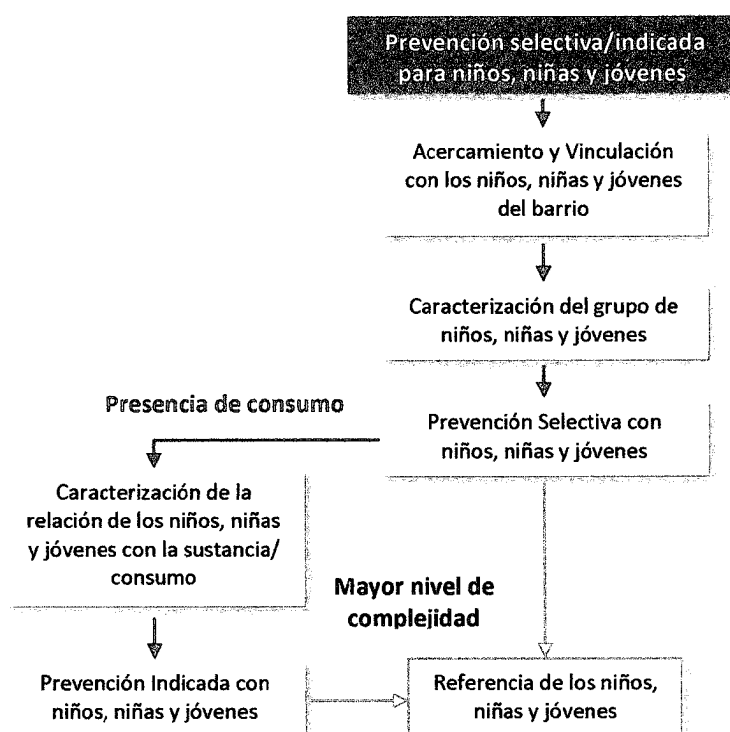 Prevención selectiva/indicada
para niños, niñas y jóvenes
Acercamiento y Vinculación
con los niños, niñas y jóvenes
del barrio
Caracterización del grupo de
niños, niñas y jóvenes
Presencia de consumo
Prevención Selectiva con
niños, niñas y jóvenes
Caracterización de la
relación de los niños, niñas
y jóvenes con la sustancia/
consumo
Mayor nivel de
complejidad
Prevención Indicada con
niños, niñas y jóvenes
Referencia de los niños,
niñas y jóvenes